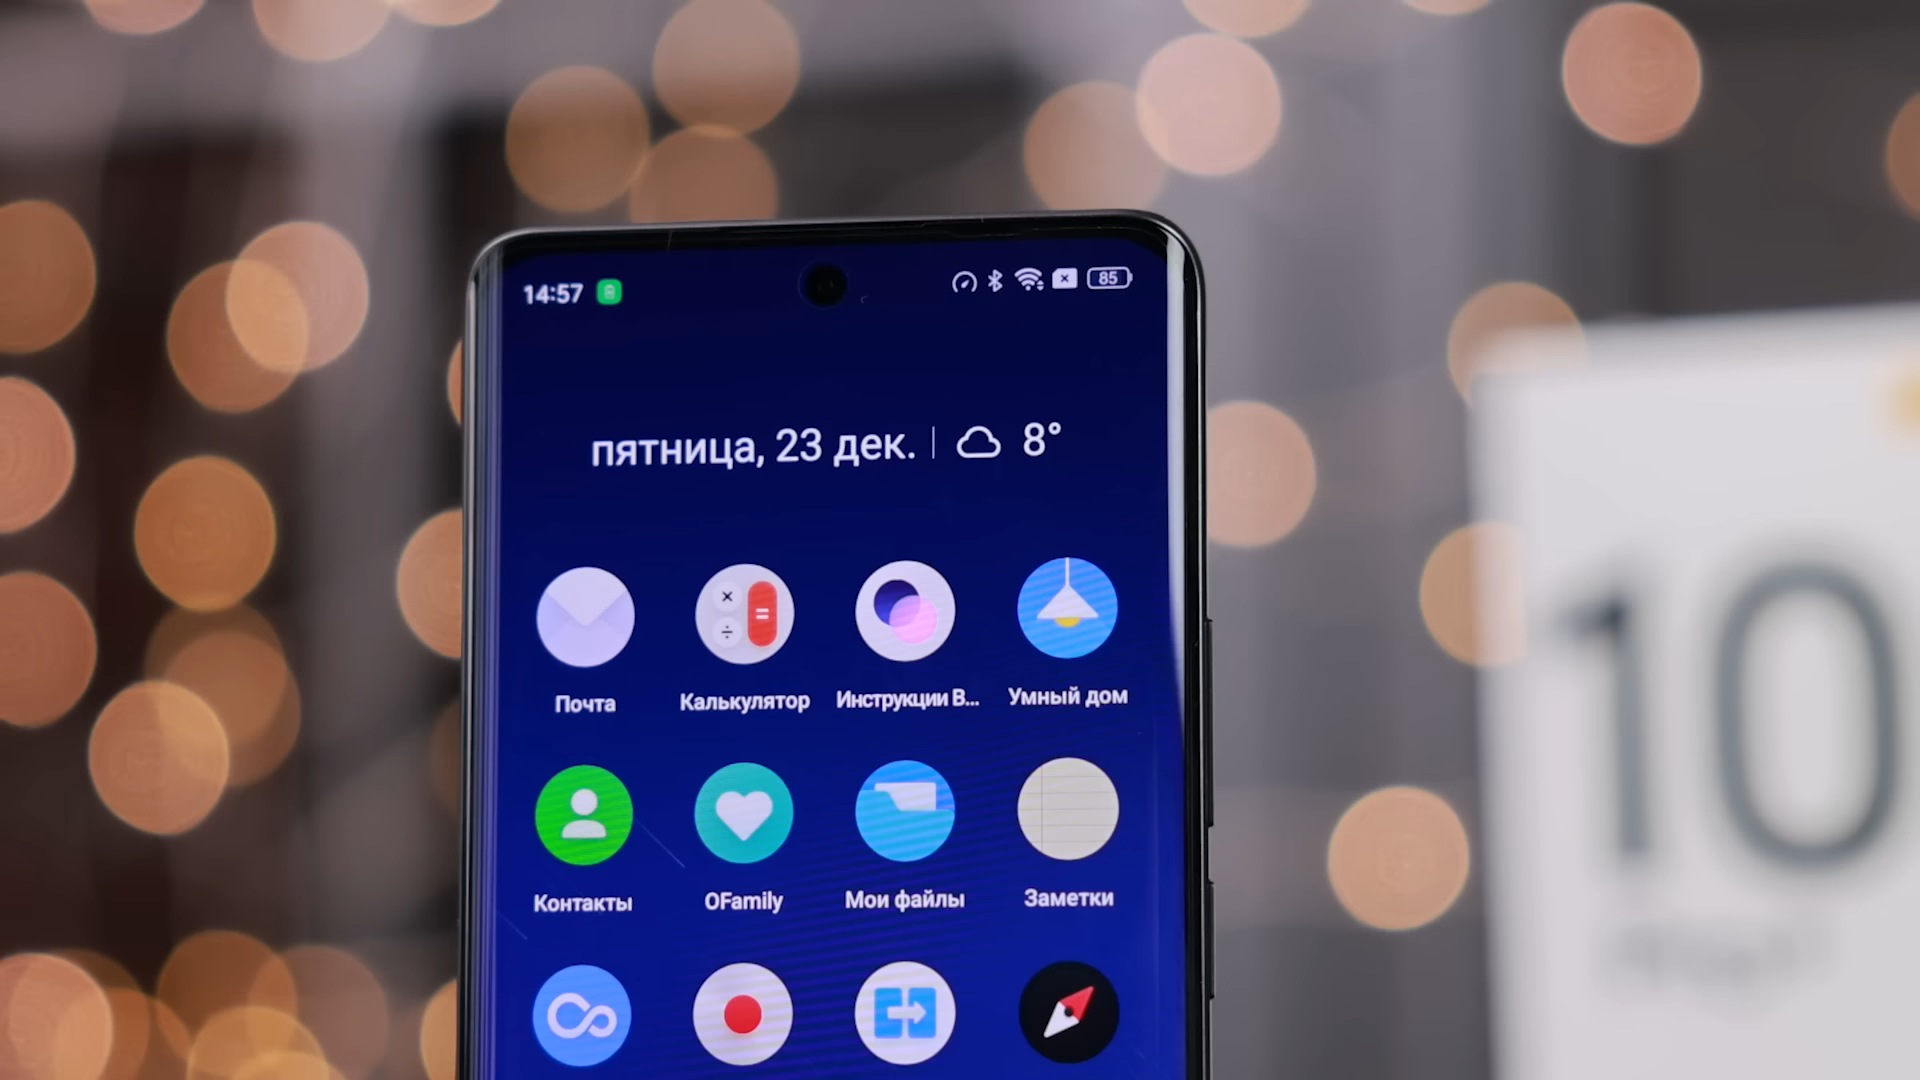 14:57 85
пятница, 23 дек. 8°
Почта Калькулятор Инструкции В... Умный дом
Контакты OFamily Мои файлы Заметки
10